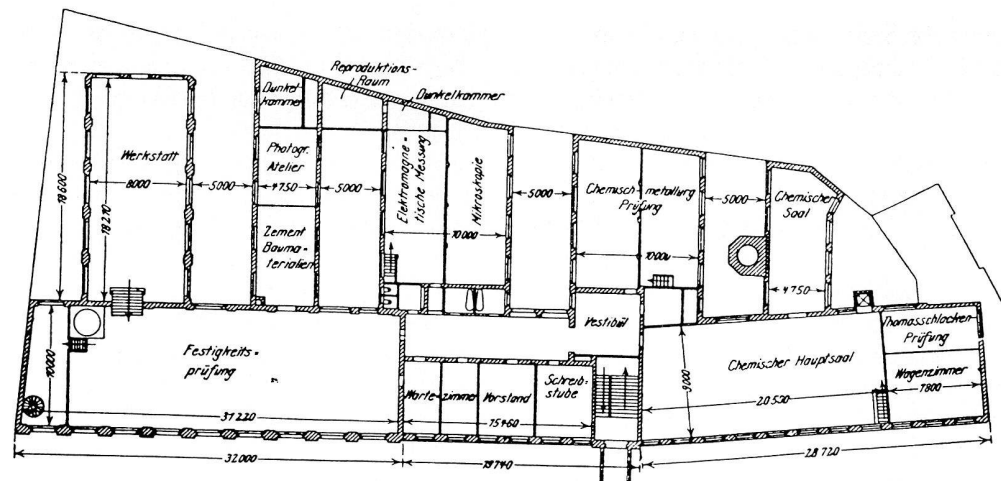 Reproduktions-
Raum
Dunkel
kammer
Dunkelkammer
Werkstatt
8000
18600
18210
5000
Photogr.
Atelier
4750
5000
Elektromagne=
tische Messung
Mikroskopie
10000
5000
Chemisch-metallurg
Prüfung
10000
5000
Chemischer
Saal
4750
Zement
Bauma-
terialien
Vestibül
Festigkeits=
prüfung
10000
31220
Warte-zimmer
Vorstand
Schreib-
stube
15460
Chemischer Hauptsaal
9000
20550
Thomasschlacken
Prüfung
Wagenzimmer
7800
32000
19740
28720